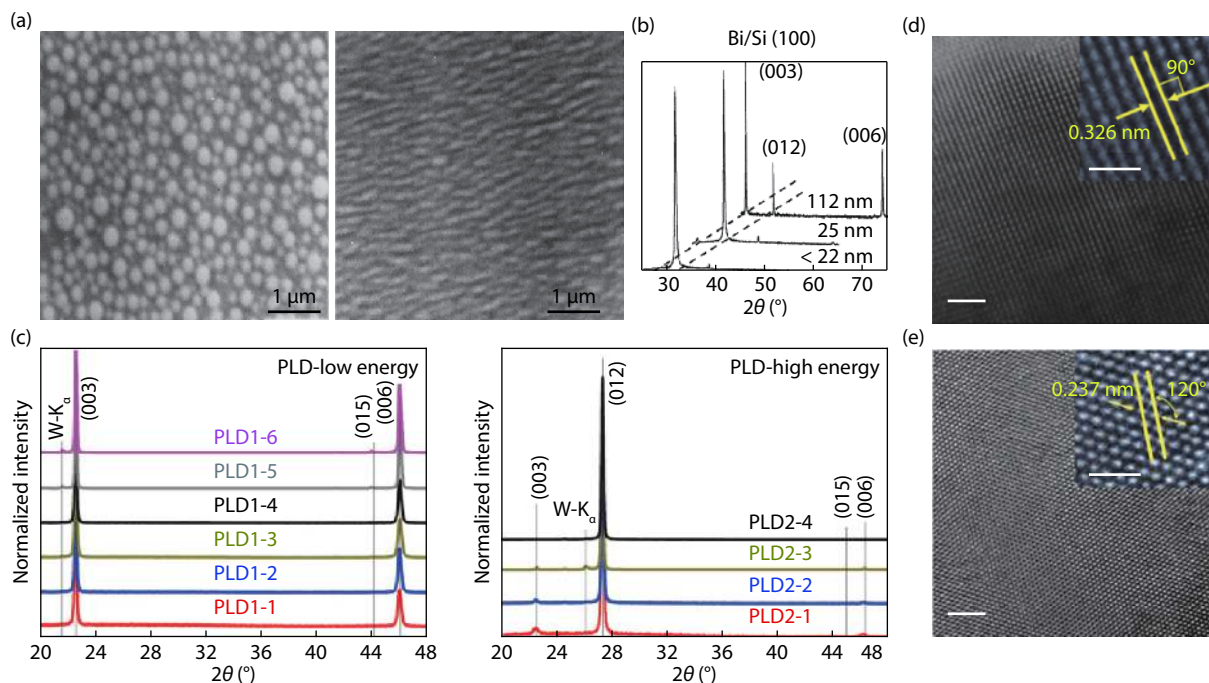 (a)
1 μm
1 μm
(b)
Bi/Si (100)
(003)
(012)
(006)
112 nm
25 nm
< 22 nm
30 40 50 60 70
2θ (°)
(c)
Normalized intensity
PLD-low energy
W-Kα
(003)
(015)
(006)
PLD1-6
PLD1-5
PLD1-4
PLD1-3
PLD1-2
PLD1-1
20 24 28 32 36 40 44 48
2θ (°)
Normalized intensity
PLD-high energy
(003)
W-Kα
(012)
(015)
(006)
PLD2-4
PLD2-3
PLD2-2
PLD2-1
20 24 28 32 36 40 44 48
2θ (°)
(d)
90°
0.326 nm
(e)
0.237 nm
120°